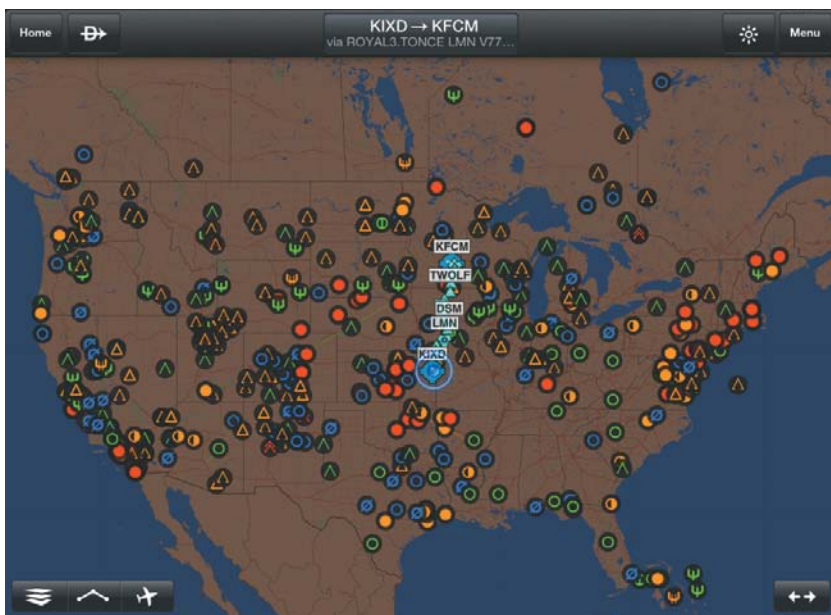 Home
KIXD → KFCM
via ROYAL3.TONCE LMN V77...
Menu
KFCM
TWOLF
DSM
LMN
KIXD